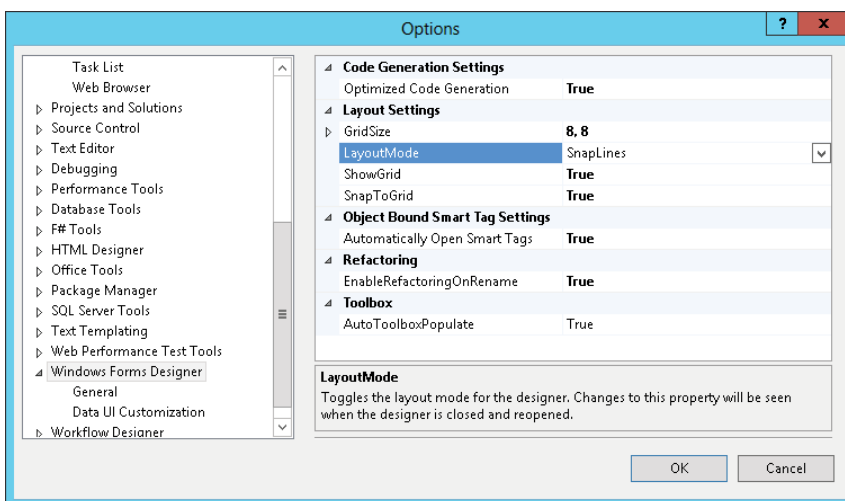 Options
?
x
Task List
Web Browser
Projects and Solutions
Source Control
Text Editor
Debugging
Performance Tools
Database Tools
F# Tools
HTML Designer
Office Tools
Package Manager
SQL Server Tools
Text Templating
Web Performance Test Tools
Windows Forms Designer
General
Data UI Customization
Workflow Designer
Code Generation Settings
Optimized Code Generation True
Layout Settings
GridSize 8, 8
LayoutMode SnapLines
ShowGrid True
SnapToGrid True
Object Bound Smart Tag Settings
Automatically Open Smart Tags True
Refactoring
EnableRefactoringOnRename True
Toolbox
AutoToolboxPopulate True
LayoutMode
Toggles the layout mode for the designer. Changes to this property will be seen
when the designer is closed and reopened.
OK Cancel